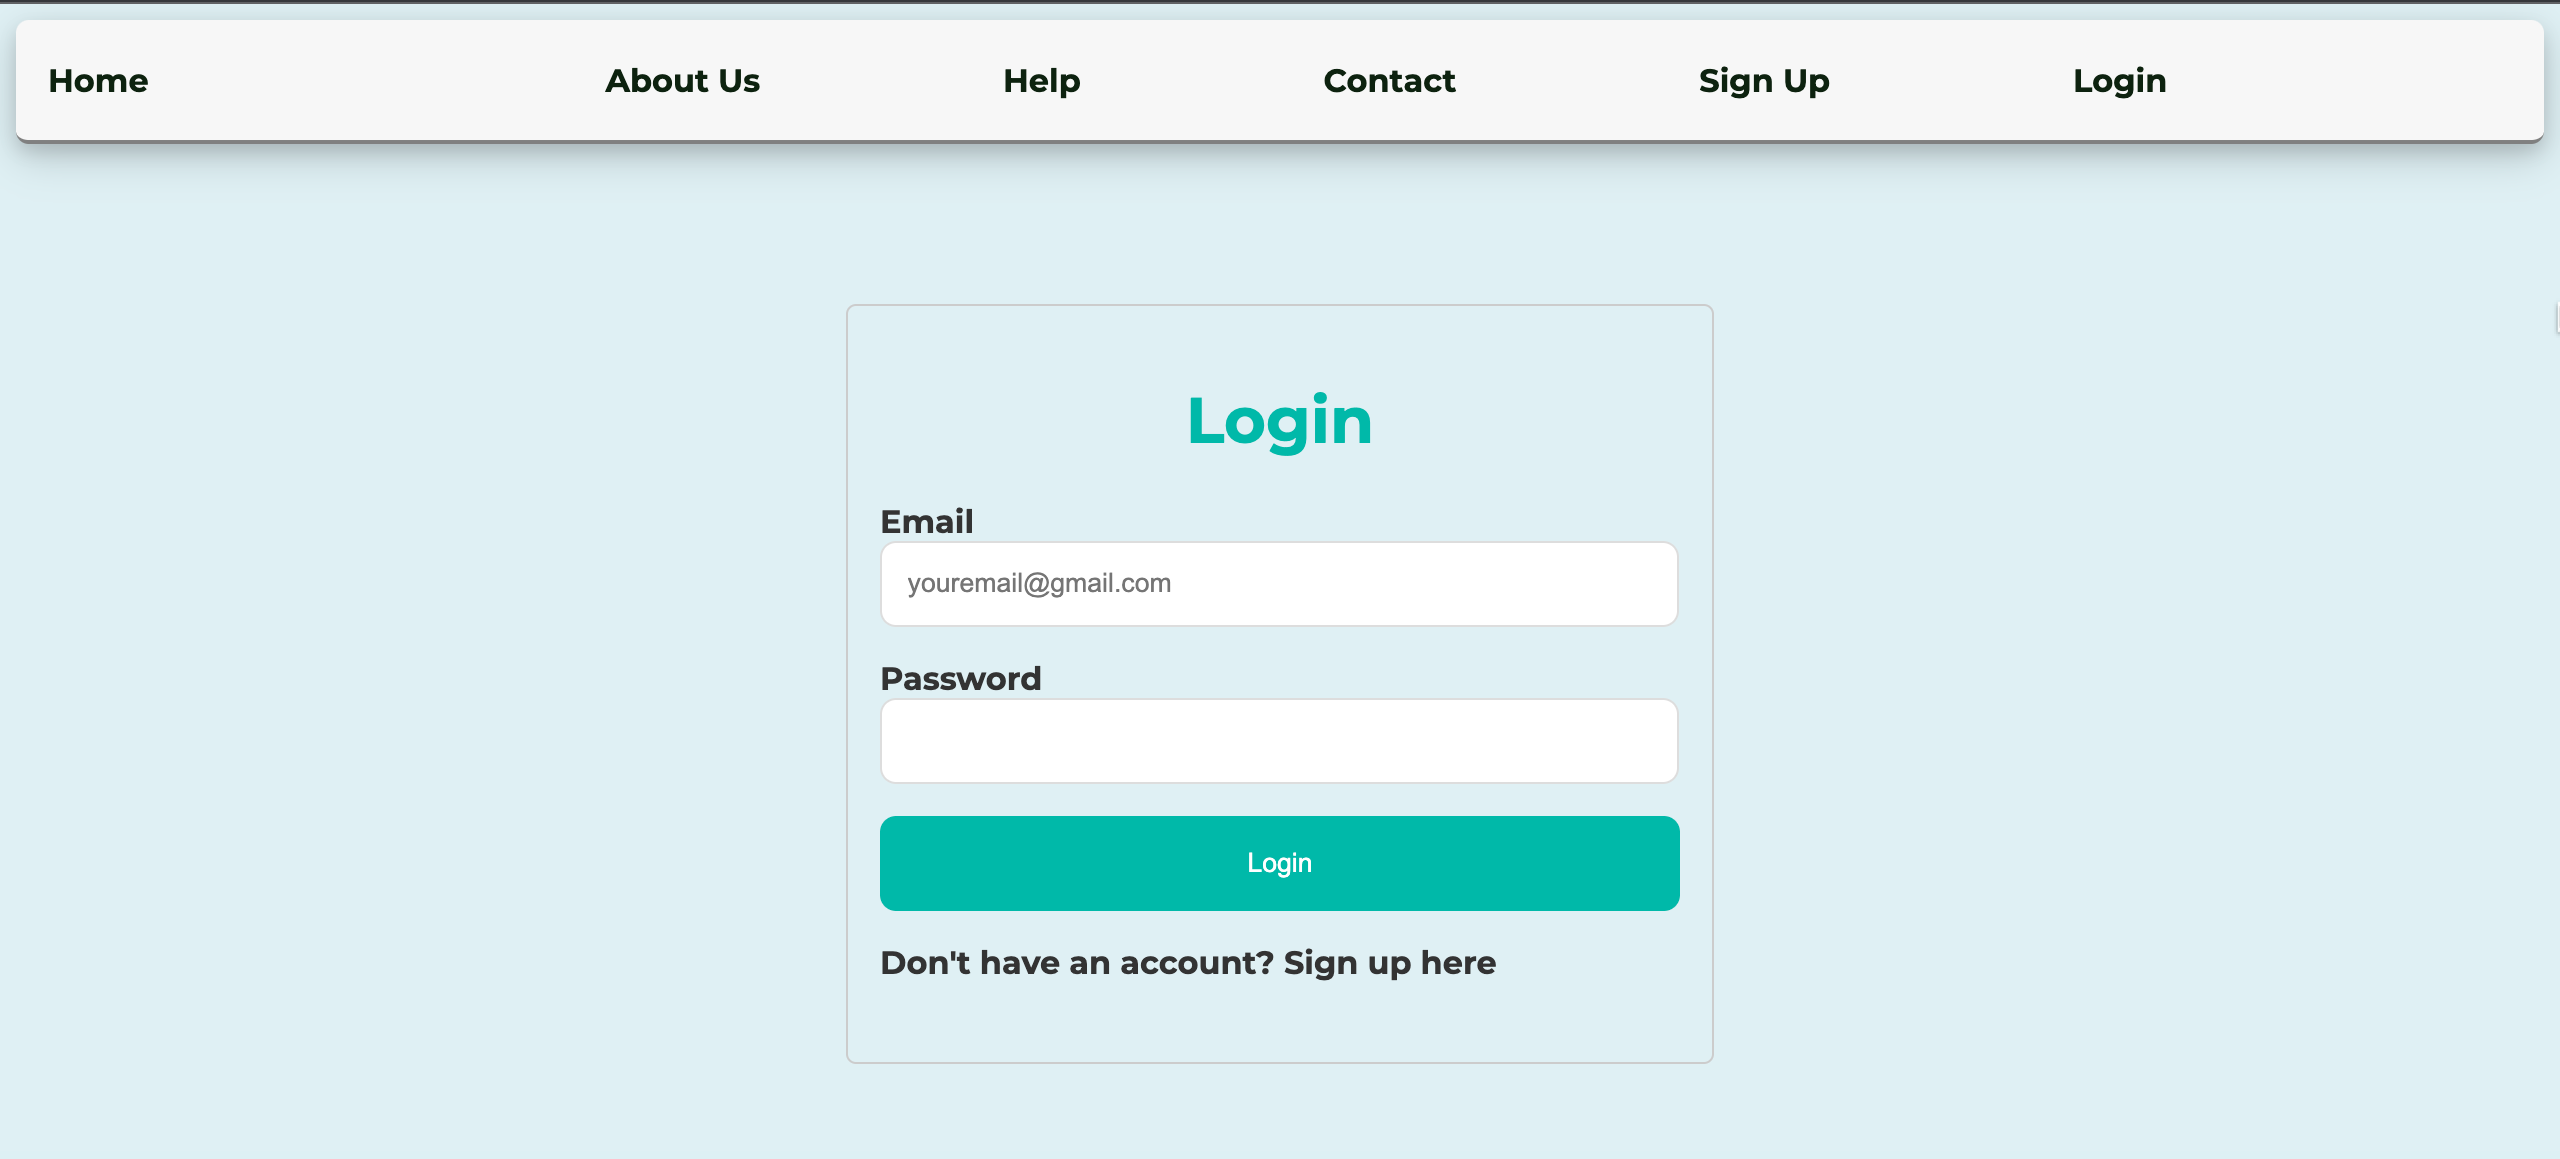 Home About Us Help Contact Sign Up Login
Login
Email
youremail@gmail.com
Password
Login
Don't have an account? Sign up here